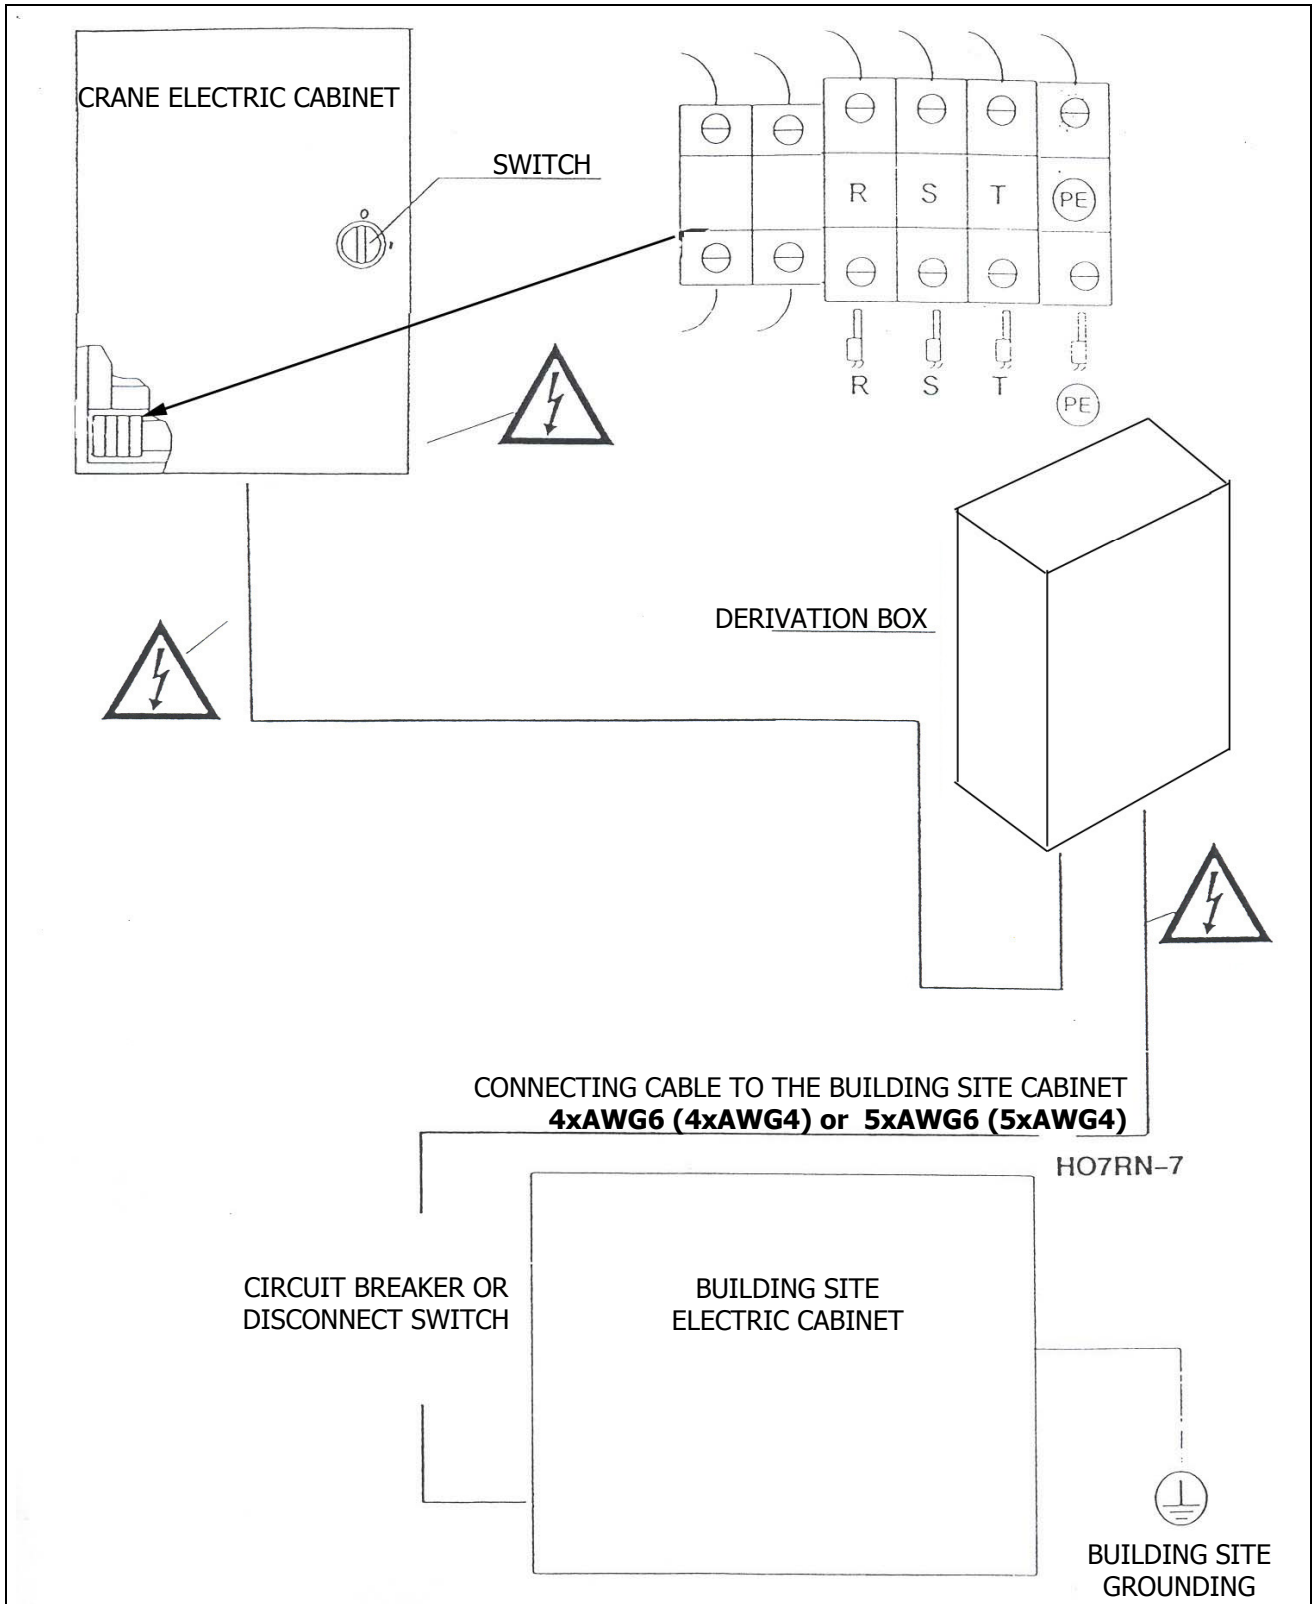 CRANE ELECTRIC CABINET
SWITCH
O
R S T PE
R S T PE
DERIVATION BOX
CONNECTING CABLE TO THE BUILDING SITE CABINET
4xAWG6 (4xAWG4) or 5xAWG6 (5xAWG4)
HO7RN-7
CIRCUIT BREAKER OR
DISCONNECT SWITCH
BUILDING SITE
ELECTRIC CABINET
BUILDING SITE
GROUNDING